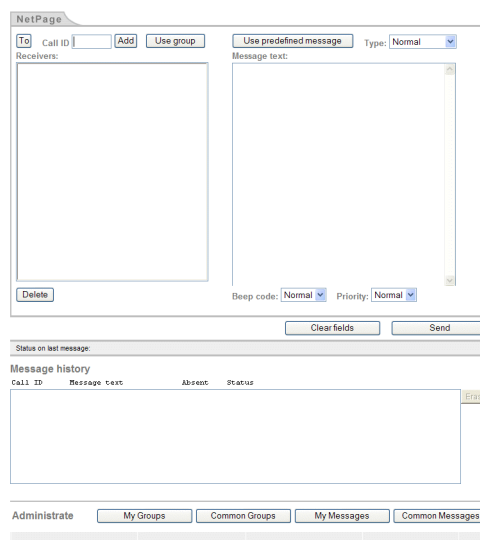 NetPage
To Call ID Add Use group Use predefined message Type: Normal
Receivers: Message text:
Delete Beep code: Normal Priority: Normal
Clear fields Send
Status on last message:
Message history
Call ID Message text Absent Status
Administrate My Groups Common Groups My Messages Common Messages